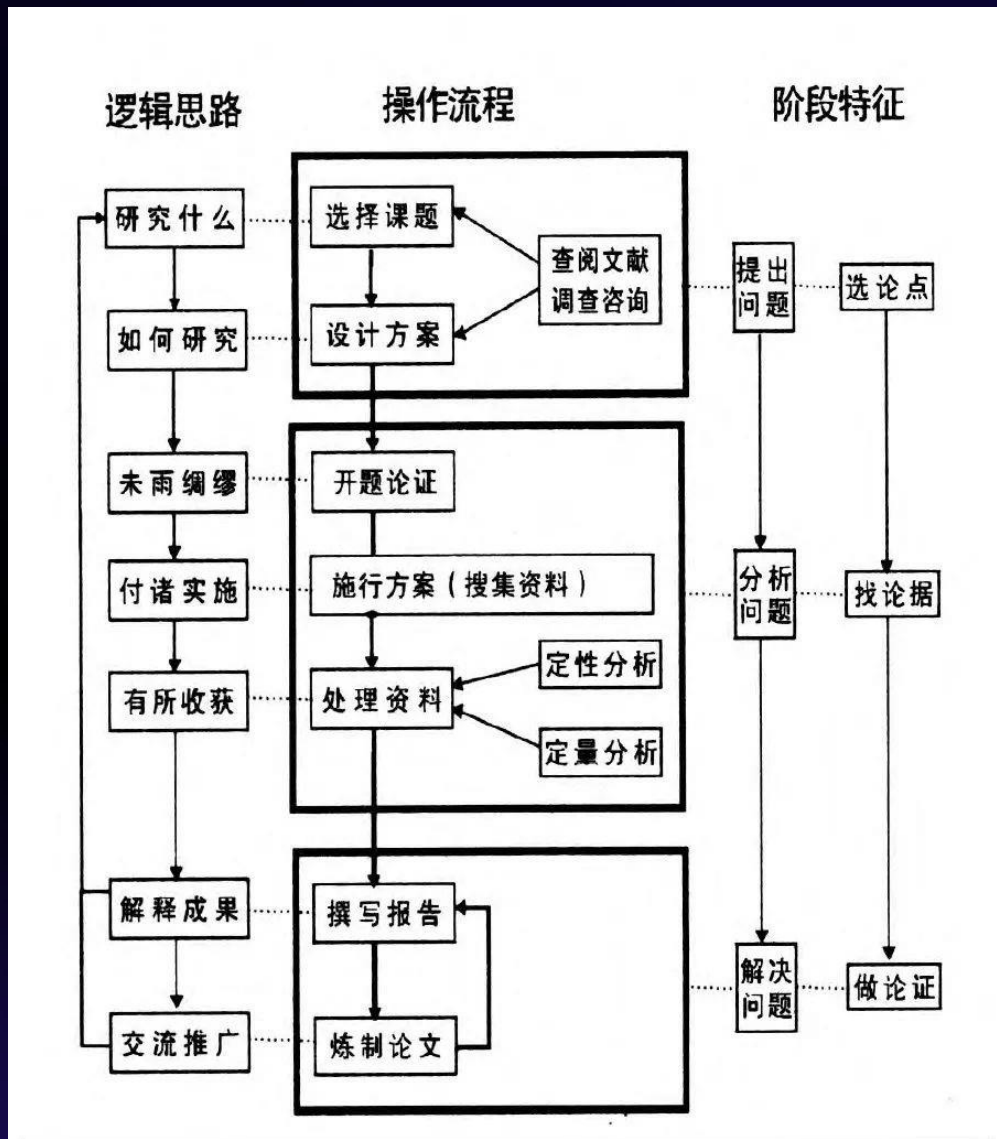 逻辑思路
操作流程
阶段特征
研究什么
选择课题
查阅文献
调查咨询
提出
问题
选论点
如何研究
设计方案
未雨绸缪
开题论证
付诸实施
施行方案（搜集资料）
分析
问题
找论据
有所收获
处理资料
定性分析
定量分析
解释成果
撰写报告
解决
问题
做论证
交流推广
炼制论文